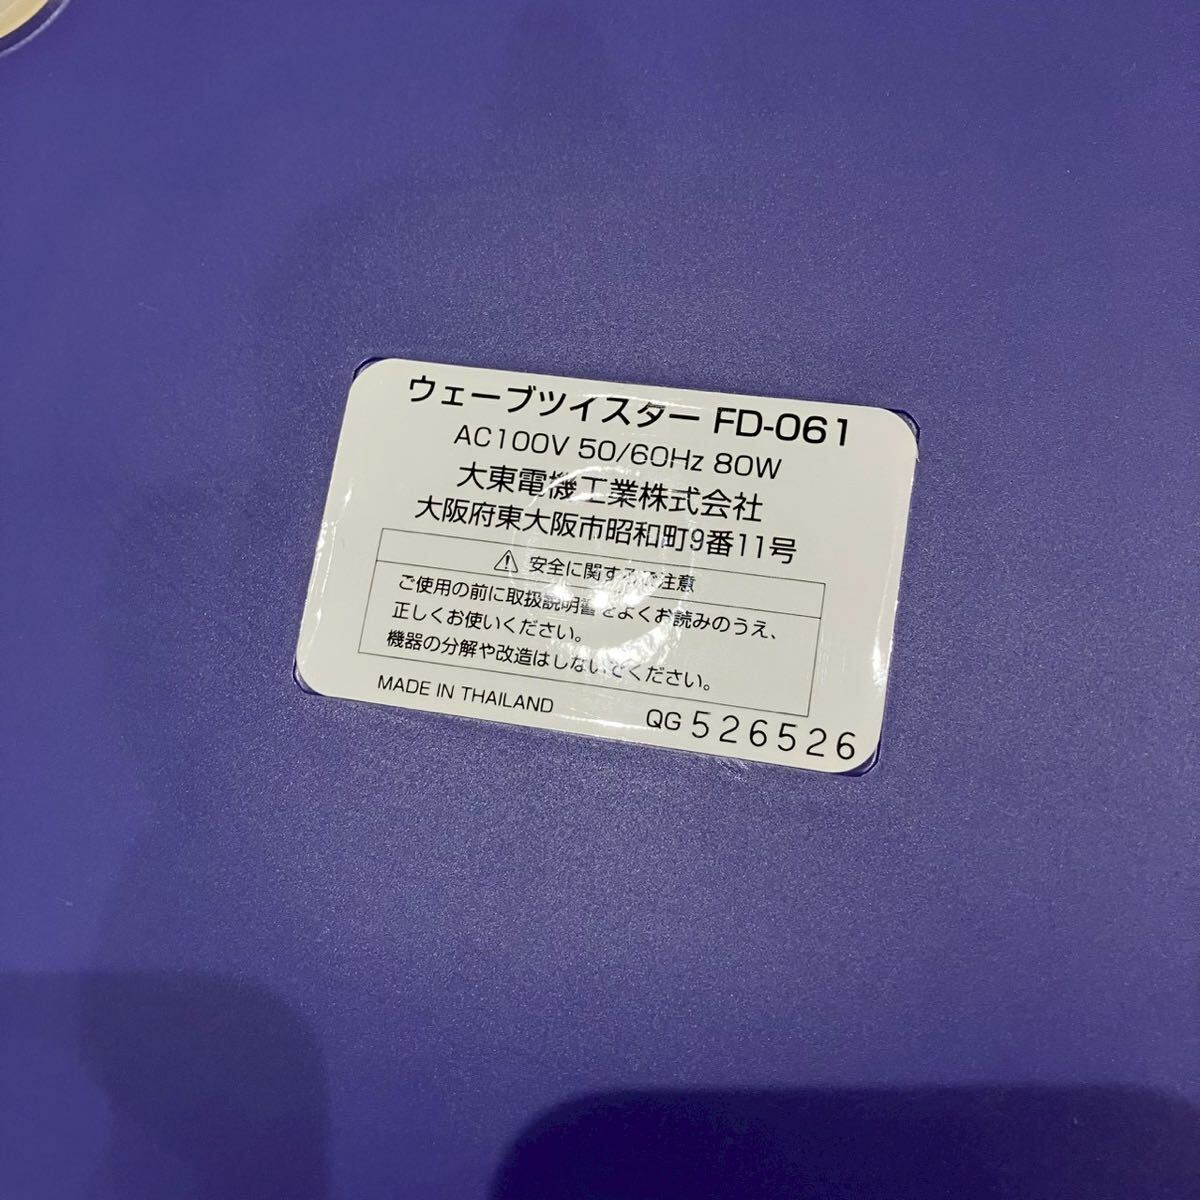 ウェーブツイスター FD-061
AC100V 50/60Hz 80W
大東電機工業株式会社
大阪府東大阪市昭和町9番11号
⚠ 安全に関するご注意
ご使用の前に取扱説明書をよくお読みのうえ、
正しくお使いください。
機器の分解や改造はしないでください。
MADE IN THAILAND
QG 526526